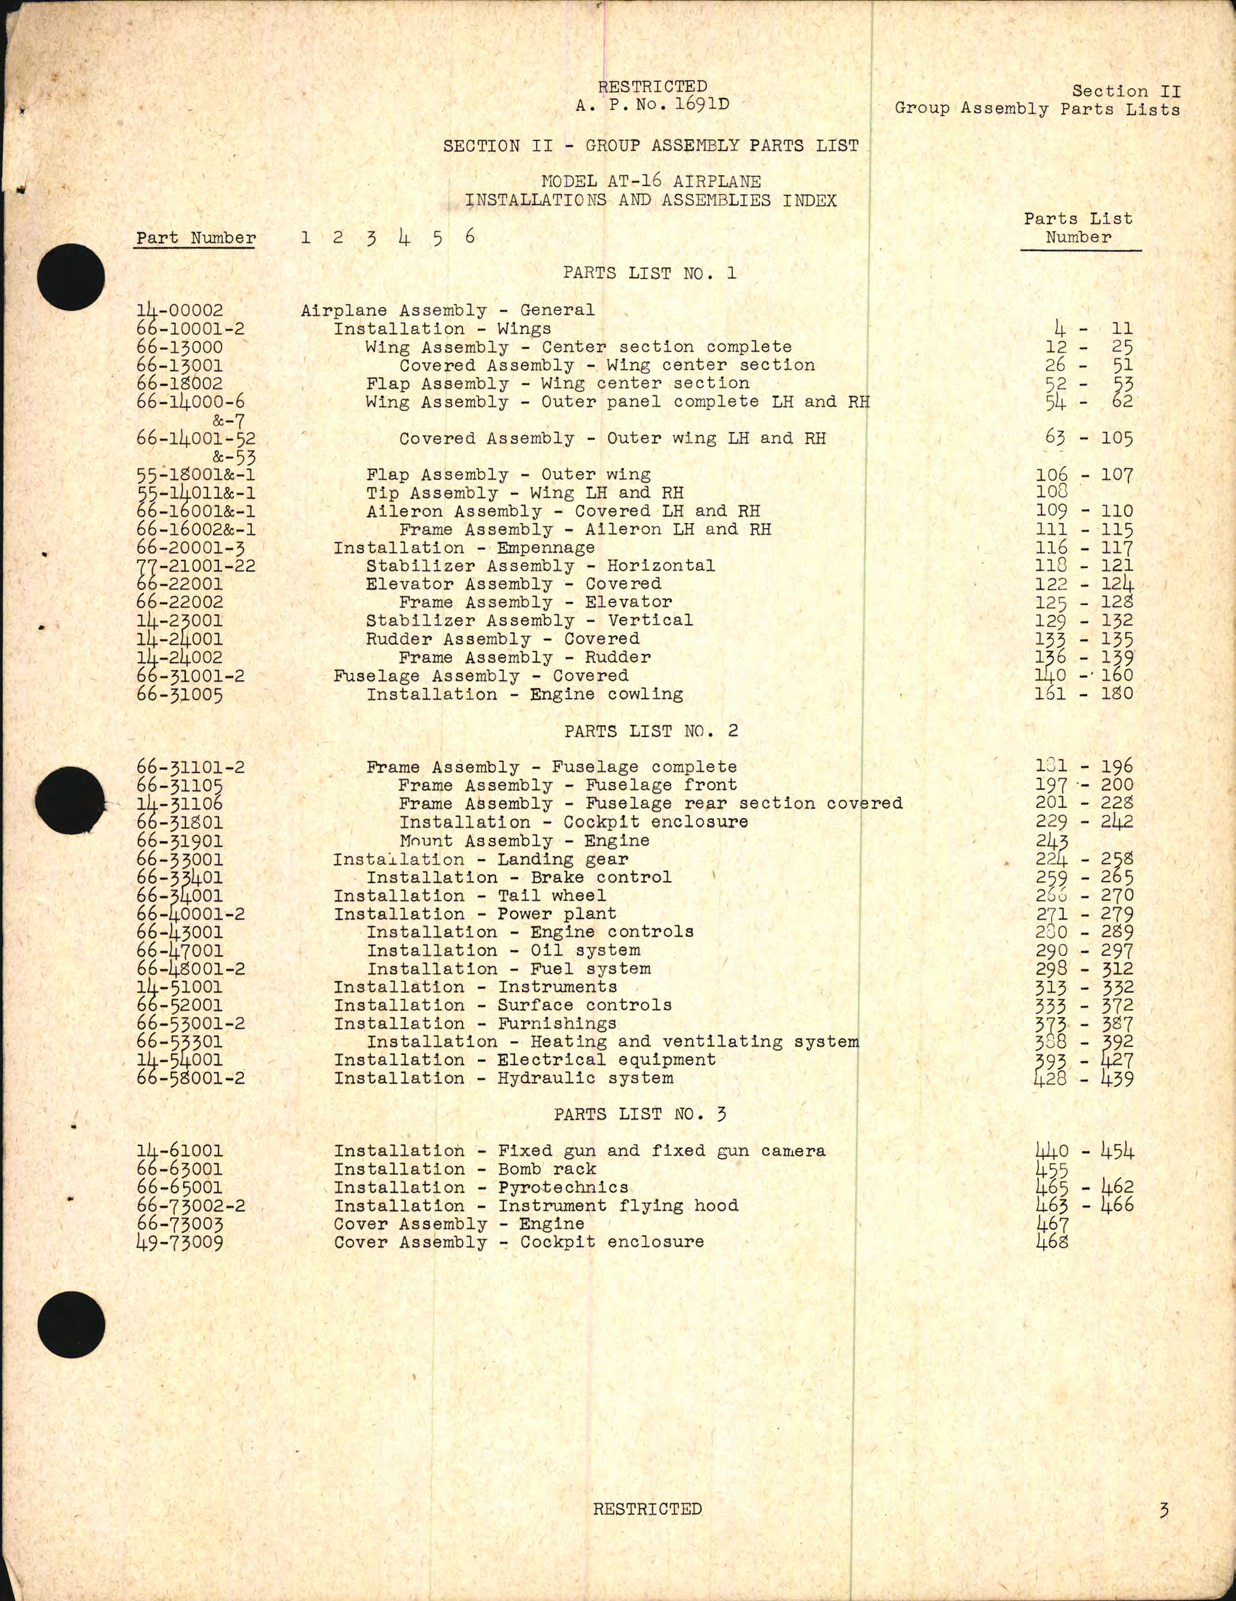 RESTRICTED
A. P. No. 1691D
Section II
Group Assembly Parts Lists
SECTION II - GROUP ASSEMBLY PARTS LIST
MODEL AT-16 AIRPLANE
INSTALLATIONS AND ASSEMBLIES INDEX
Part Number 1 2 3 4 5 6 Parts List Number
PARTS LIST NO. 1
14-00002 Airplane Assembly - General
66-10001-2 Installation - Wings 4 - 11
66-13000 Wing Assembly - Center section complete 12 - 25
66-13001 Covered Assembly - Wing center section 26 - 51
66-18002 Flap Assembly - Wing center section 52 - 53
66-14000-6 Wing Assembly - Outer panel complete LH and RH 54 - 62
&-7
66-14001-52 Covered Assembly - Outer wing LH and RH 63 - 105
&-53
55-18001&-1 Flap Assembly - Outer wing 106 - 107
55-14011&-1 Tip Assembly - Wing LH and RH 108
66-16001&-1 Aileron Assembly - Covered LH and RH 109 - 110
66-16002&-1 Frame Assembly - Aileron LH and RH 111 - 115
66-20001-3 Installation - Empennage 116 - 117
77-21001-22 Stabilizer Assembly - Horizontal 118 - 121
66-22001 Elevator Assembly - Covered 122 - 124
66-22002 Frame Assembly - Elevator 125 - 128
14-23001 Stabilizer Assembly - Vertical 129 - 132
14-24001 Rudder Assembly - Covered 133 - 135
14-24002 Frame Assembly - Rudder 136 - 139
66-31001-2 Fuselage Assembly - Covered 140 - 160
66-31005 Installation - Engine cowling 161 - 180
PARTS LIST NO. 2
66-31101-2 Frame Assembly - Fuselage complete 181 - 196
66-31105 Frame Assembly - Fuselage front 197 - 200
14-31106 Frame Assembly - Fuselage rear section covered 201 - 228
66-31801 Installation - Cockpit enclosure 229 - 242
66-31901 Mount Assembly - Engine 243
66-33001 Installation - Landing gear 224 - 258
66-33401 Installation - Brake control 259 - 265
66-34001 Installation - Tail wheel 266 - 270
66-40001-2 Installation - Power plant 271 - 279
66-43001 Installation - Engine controls 280 - 289
66-47001 Installation - Oil system 290 - 297
66-48001-2 Installation - Fuel system 298 - 312
14-51001 Installation - Instruments 313 - 332
66-52001 Installation - Surface controls 333 - 372
66-53001-2 Installation - Furnishings 373 - 387
66-53301 Installation - Heating and ventilating system 388 - 392
14-54001 Installation - Electrical equipment 393 - 427
66-58001-2 Installation - Hydraulic system 428 - 439
PARTS LIST NO. 3
14-61001 Installation - Fixed gun and fixed gun camera 440 - 454
66-63001 Installation - Bomb rack 455
66-65001 Installation - Pyrotechnics 465 - 462
66-73002-2 Installation - Instrument flying hood 463 - 466
66-73003 Cover Assembly - Engine 467
49-73009 Cover Assembly - Cockpit enclosure 468
RESTRICTED
3